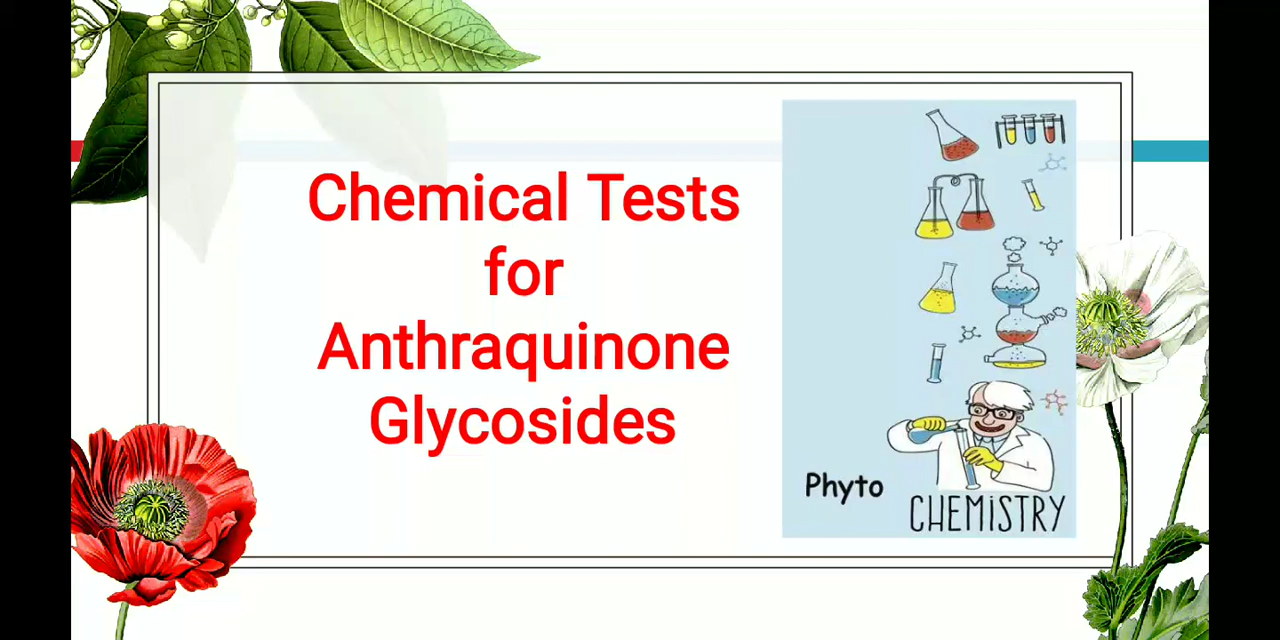 Chemical Tests
for
Anthraquinone
Glycosides
Phyto
CHEMiSTRY